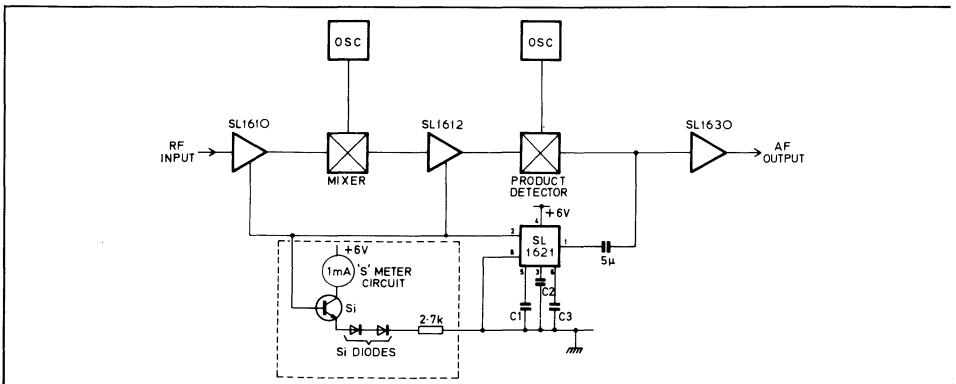 OSC
OSC
SL1610
SL1612
SL1630
RF
INPUT
AF
OUTPUT
MIXER
PRODUCT
DETECTOR
+6V
4
2
SL
1621
1
8
5µ
5
3
6
C2
C1
C3
+6V
1mA
'S' METER
CIRCUIT
Si
2·7k
Si DIODES